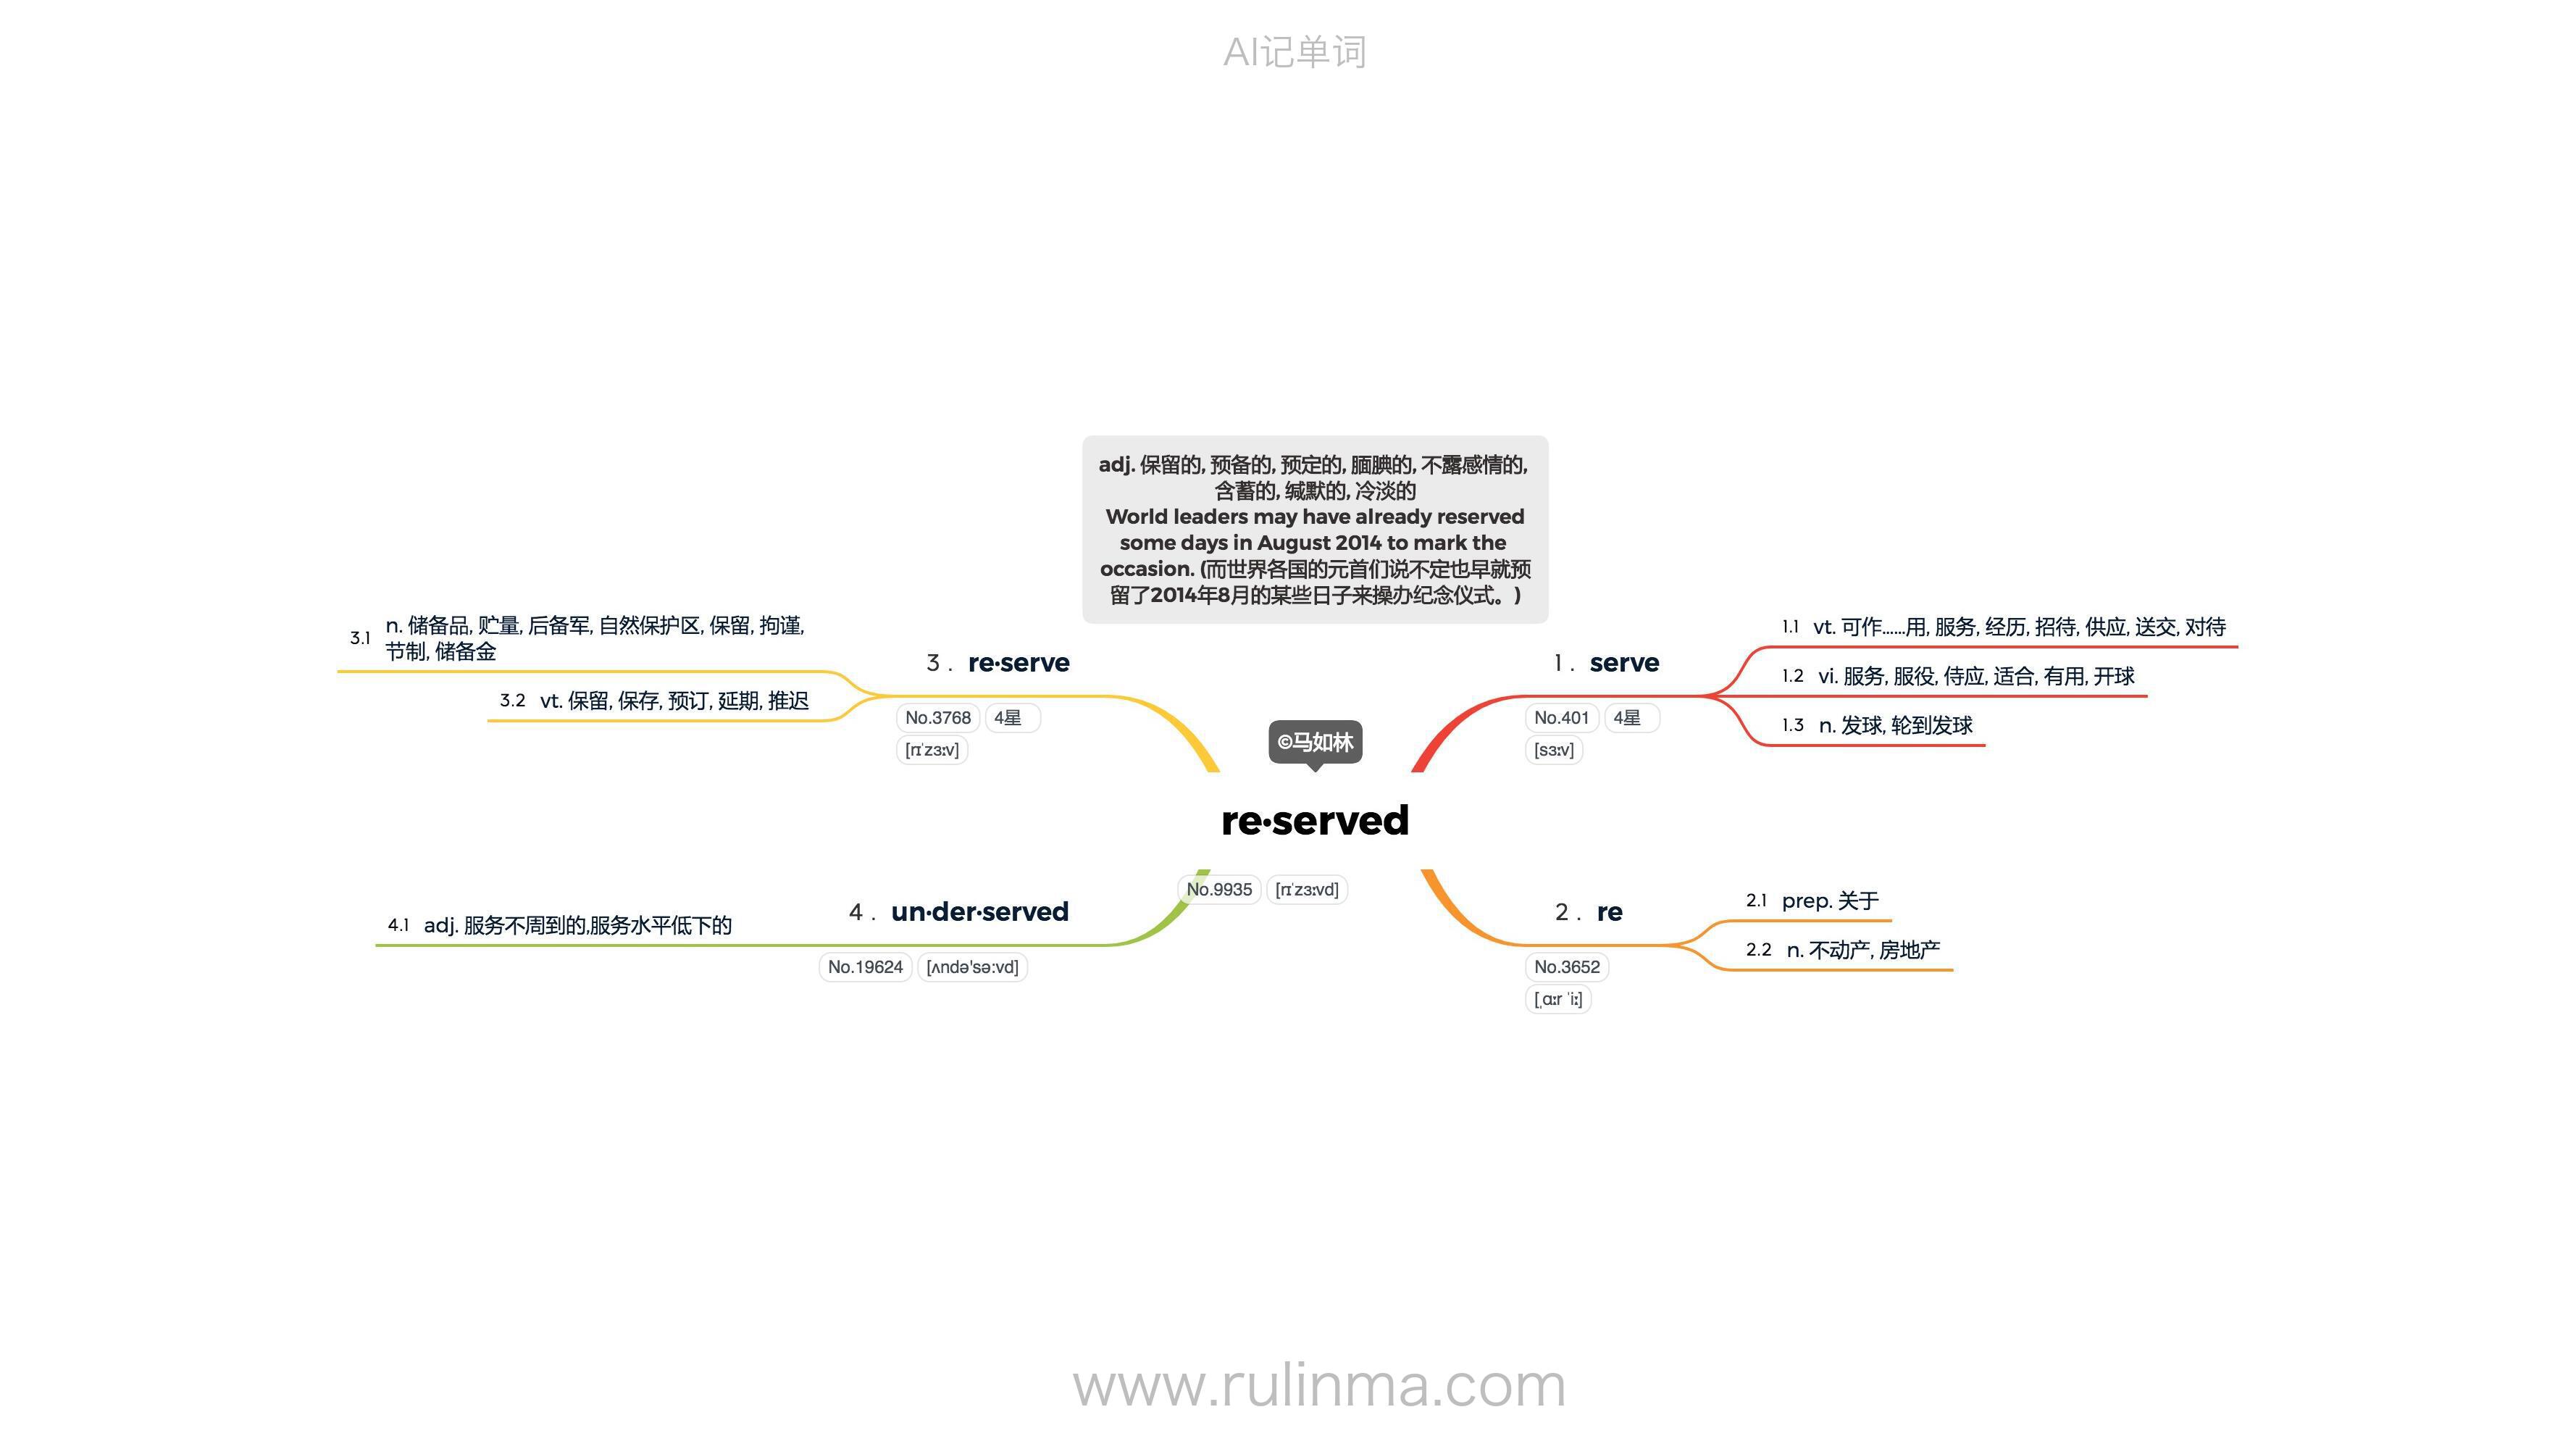 AI记单词
adj. 保留的, 预备的, 预定的, 腼腆的, 不露感情的,
含蓄的, 缄默的, 冷淡的
World leaders may have already reserved
some days in August 2014 to mark the
occasion. (而世界各国的元首们说不定也早就预
留了2014年8月的某些日子来操办纪念仪式。)
©马如林
re·served
No.9935 [rɪˈzɜːvd]
1. serve
No.401 4星
[sɜːv]
1.1 vt. 可作......用, 服务, 经历, 招待, 供应, 送交, 对待
1.2 vi. 服务, 服役, 侍应, 适合, 有用, 开球
1.3 n. 发球, 轮到发球
2. re
No.3652
[ˌɑːr ˈiː]
2.1 prep. 关于
2.2 n. 不动产, 房地产
3. re·serve
No.3768 4星
[rɪˈzɜːv]
3.1 n. 储备品, 贮量, 后备军, 自然保护区, 保留, 拘谨,
节制, 储备金
3.2 vt. 保留, 保存, 预订, 延期, 推迟
4. un·der·served
No.19624 [ʌndə'sə:vd]
4.1 adj. 服务不周到的,服务水平低下的
www.rulinma.com